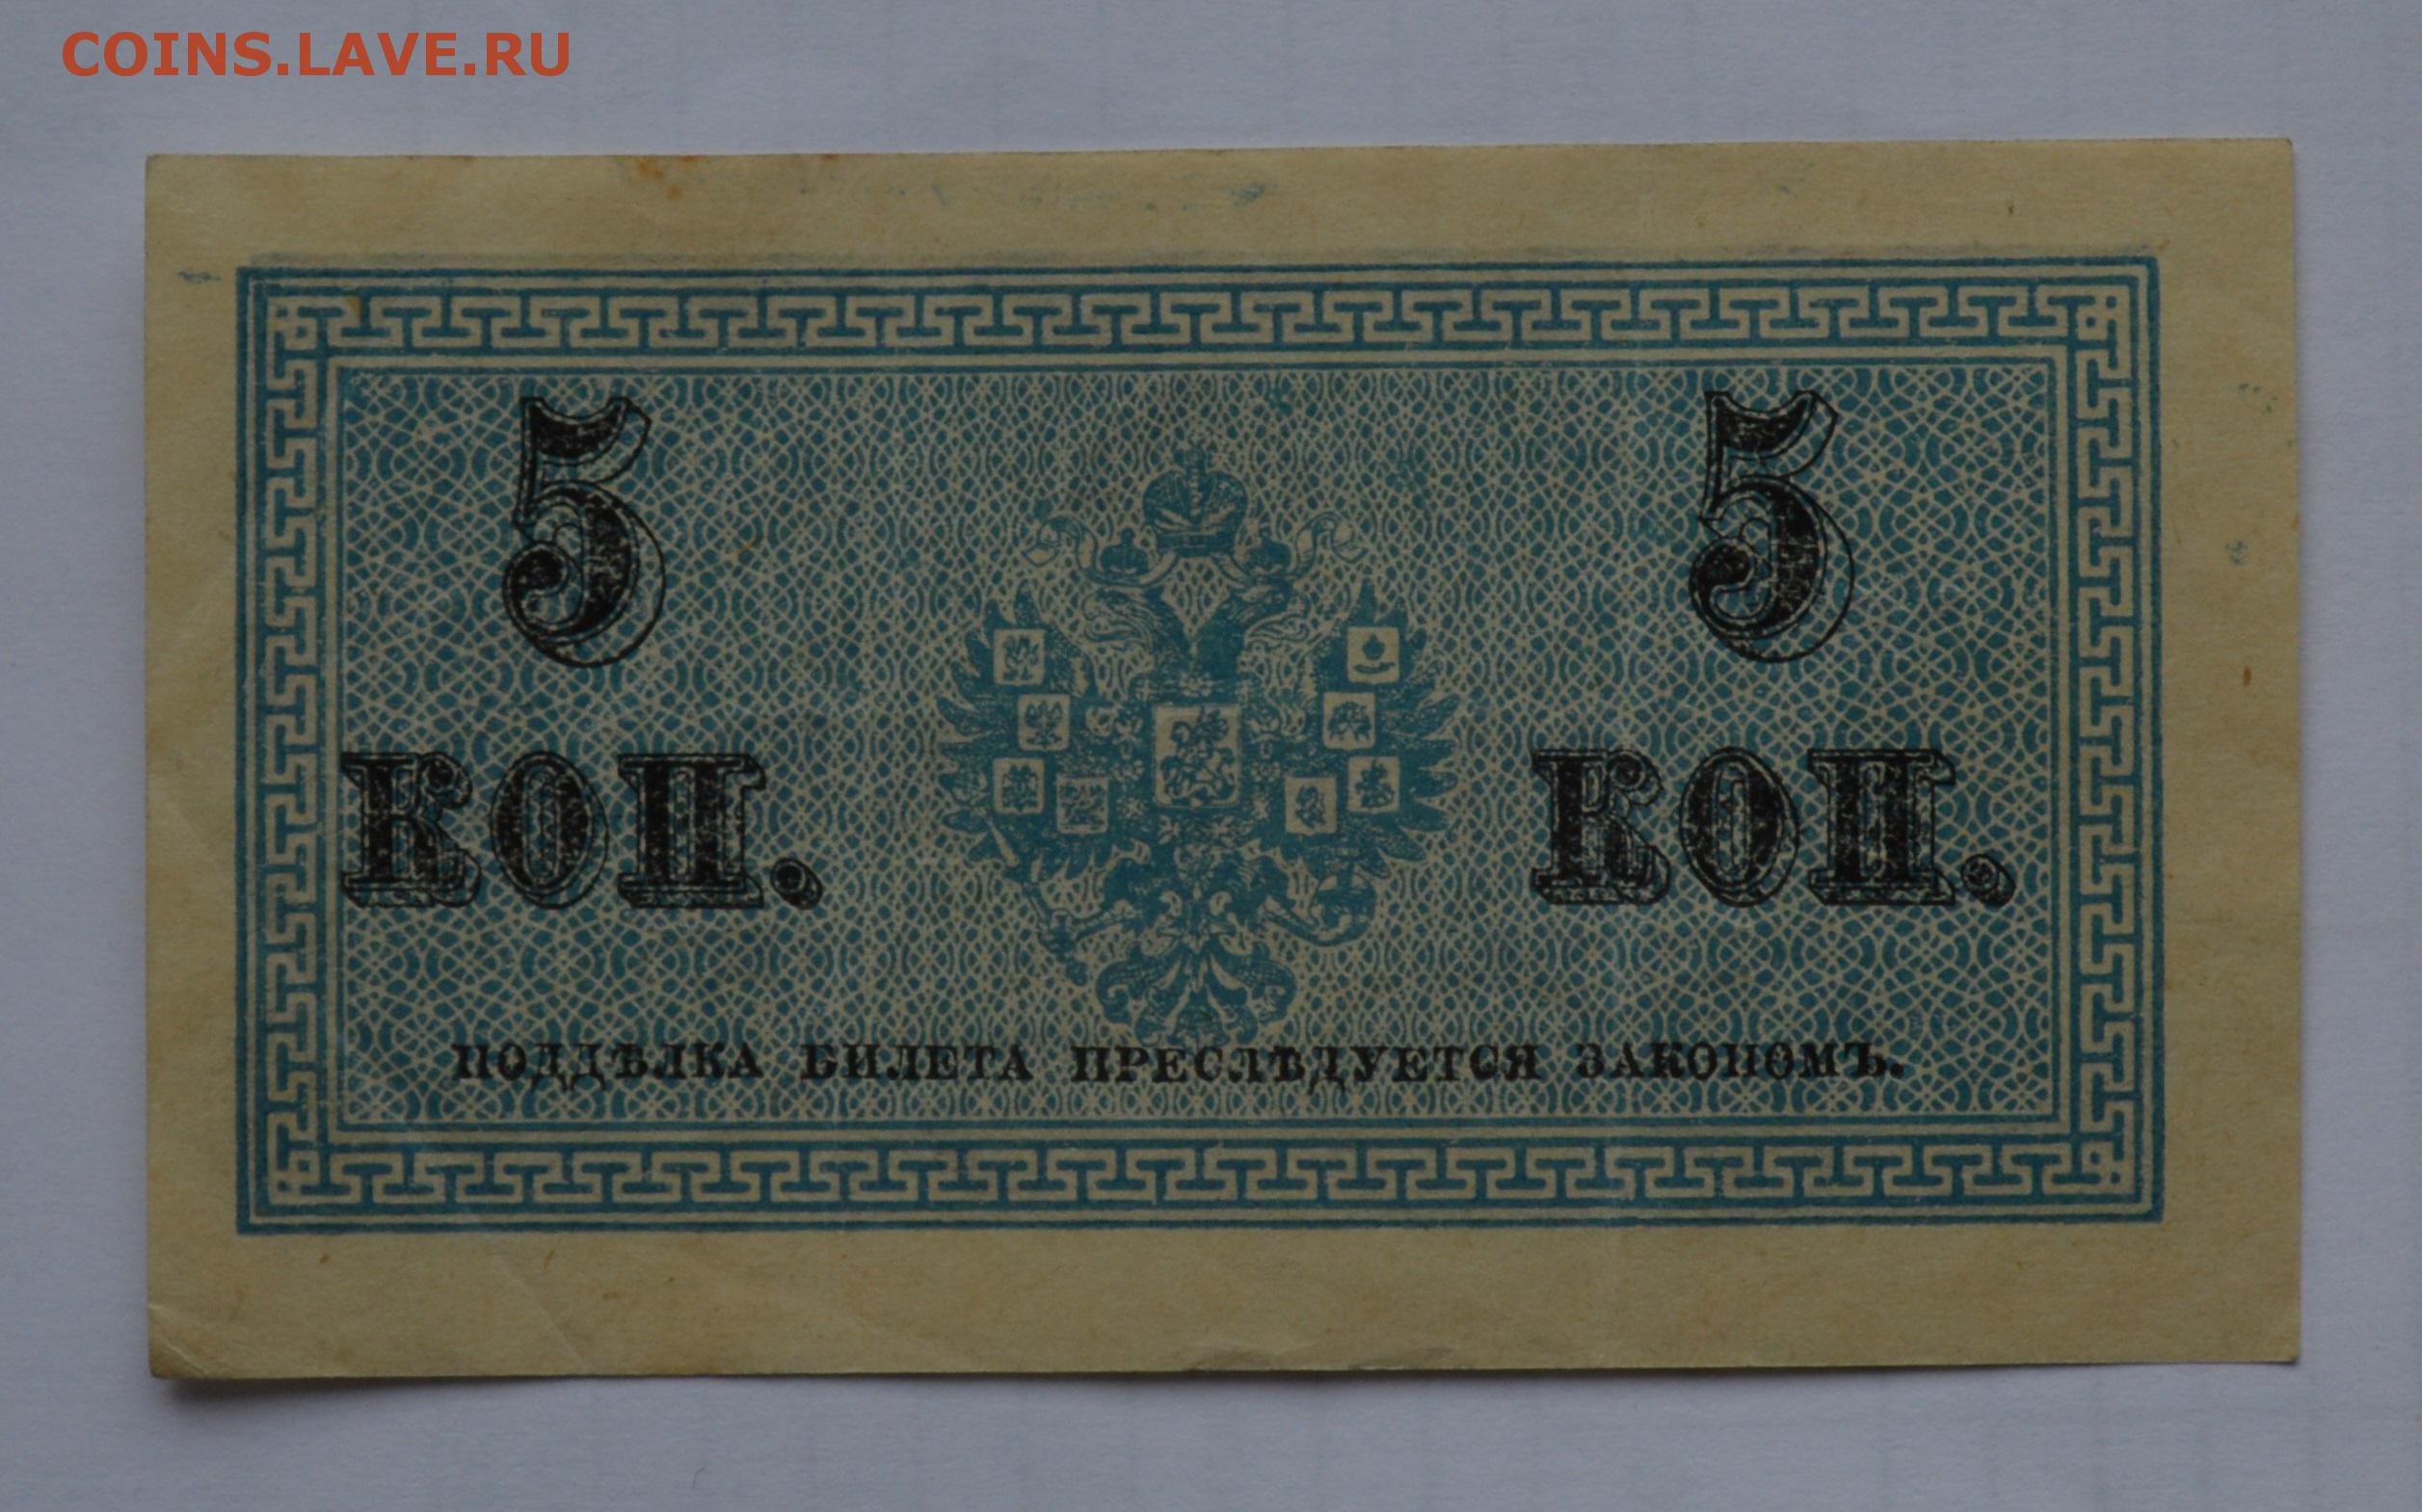 COINS.LAVE.RU
5 5
КОП. КОП.
ПОДДѢЛКА БИЛЕТА ПРЕСЛѢДУЕТСЯ ЗАКОНОМЪ.